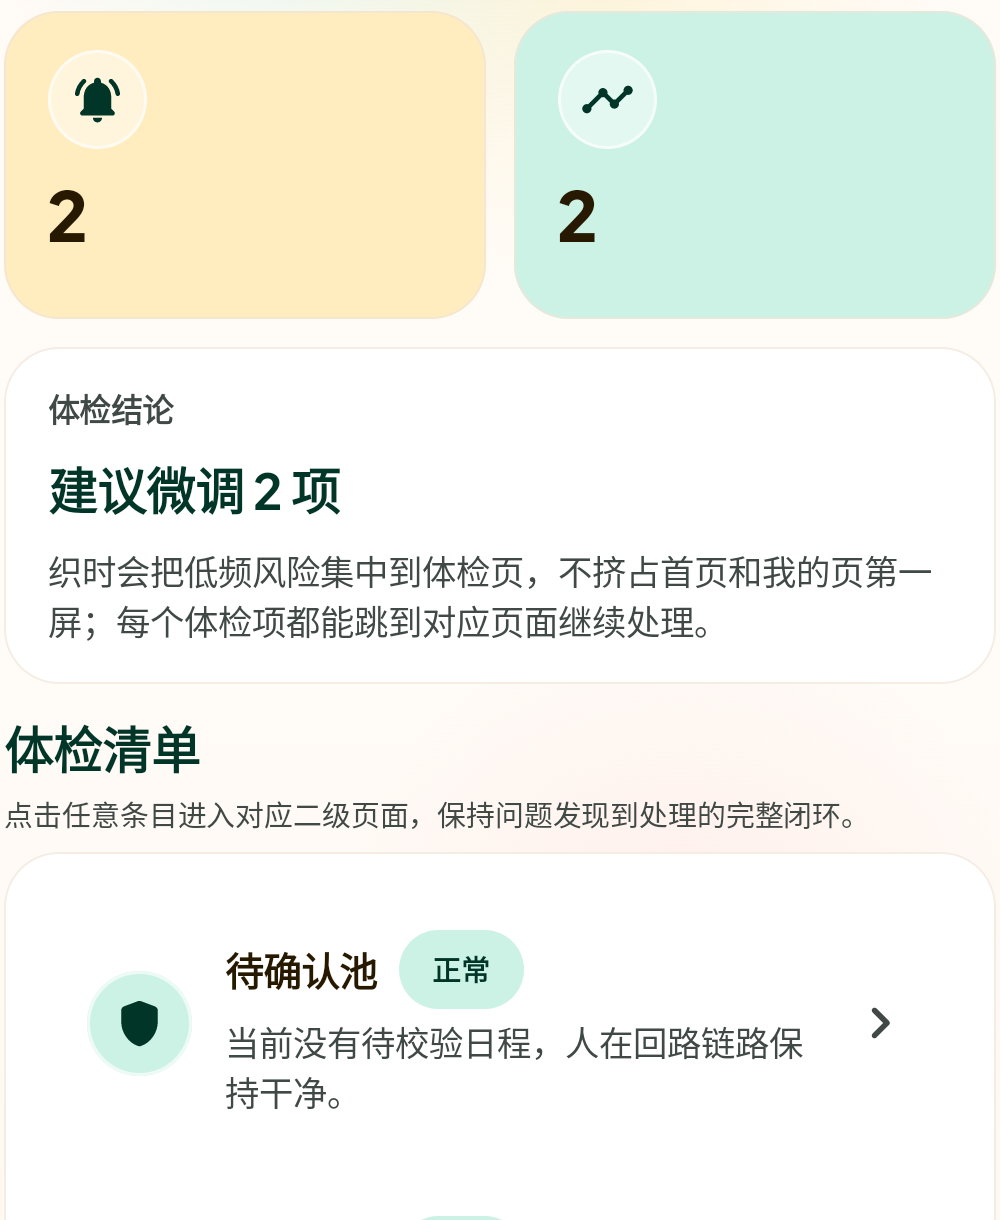 2
2
体检结论
建议微调 2 项
织时会把低频风险集中到体检页，不挤占首页和我的页第一
屏；每个体检项都能跳到对应页面继续处理。
体检清单
点击任意条目进入对应二级页面，保持问题发现到处理的完整闭环。
待确认池
正常
当前没有待校验日程，人在回路链路保
持干净。